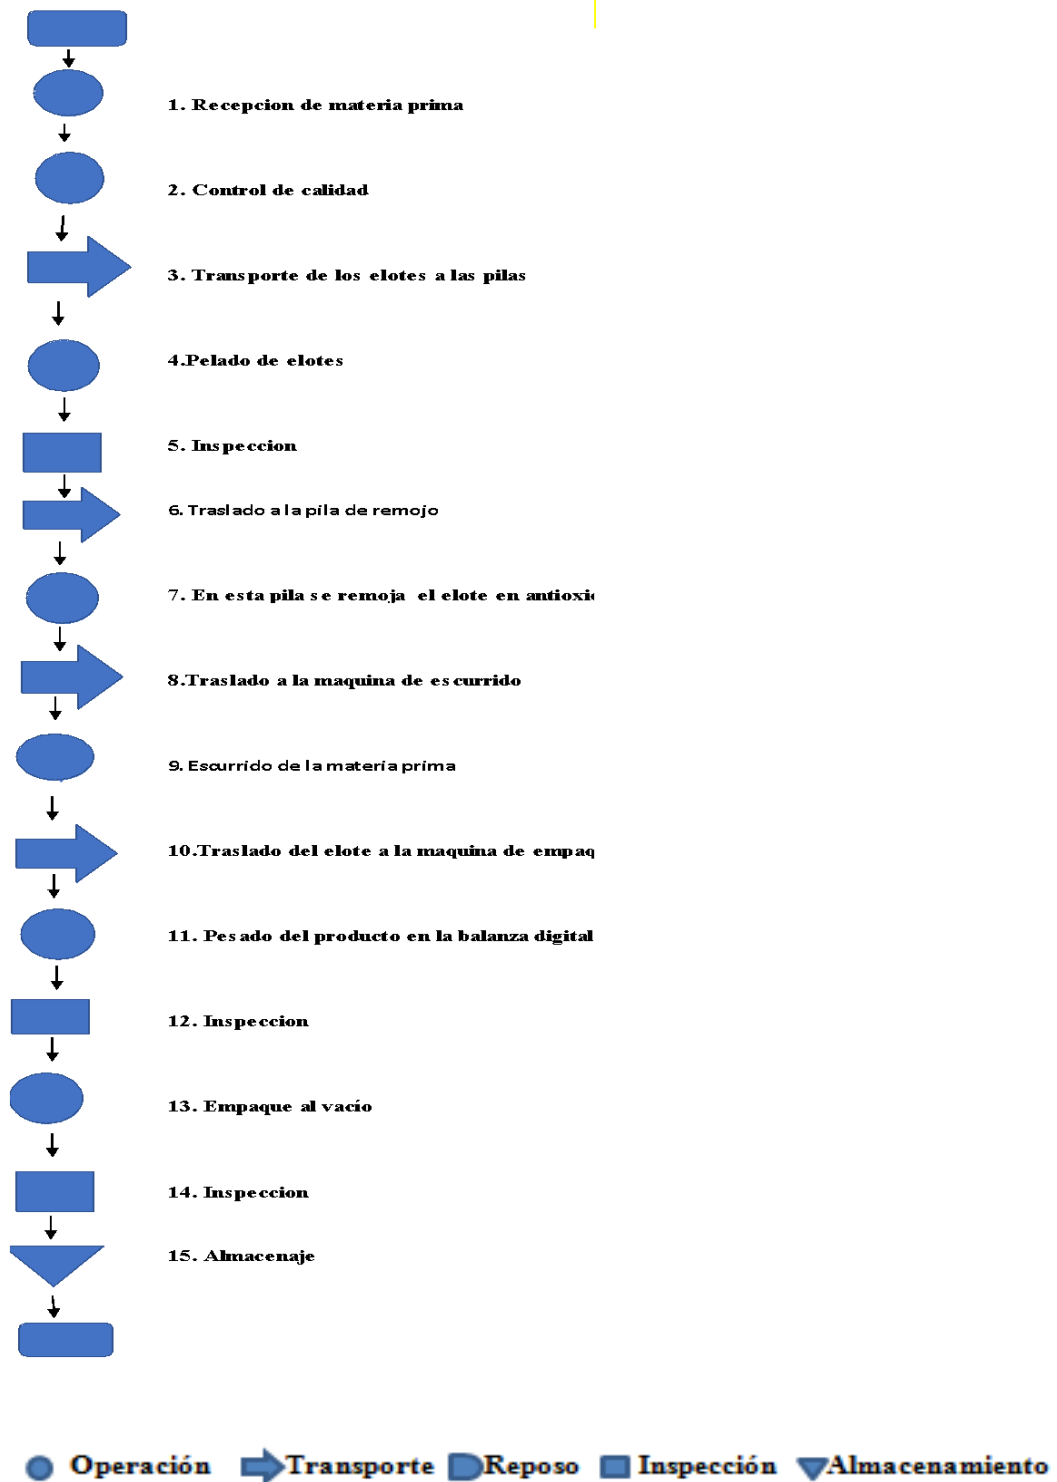 1. Recepcion de materia prima
2. Control de calidad
3. Transporte de los elotes a las pilas
4.Pelado de elotes
5. Inspeccion
6. Traslado a la pila de remojo
7. En esta pila se remoja el elote en
8.Traslado a la maquina de escurrido
9. Escurrido de la materia prima
10.Traslado del elote a la maquina de
11. Pesado del producto en la balanza digital
12. Inspeccion
13. Empaque al vacío
14. Inspeccion
15. Almacenaje
Operación Transporte Reposo Inspección Almacenamiento